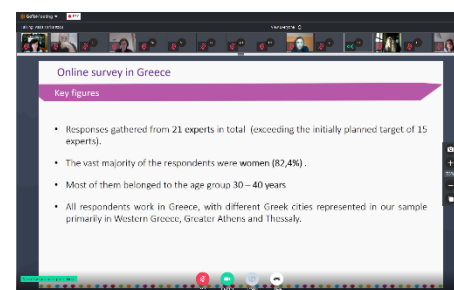 Online survey in Greece
Key figures
• Responses gathered from 21 experts in total (exceeding the initially planned target of 15
experts).
• The vast majority of the respondents were women (82,4%) .
• Most of them belonged to the age group 30 – 40 years
• All respondents work in Greece, with different Greek cities represented in our sample
primarily in Western Greece, Greater Athens and Thessaly.